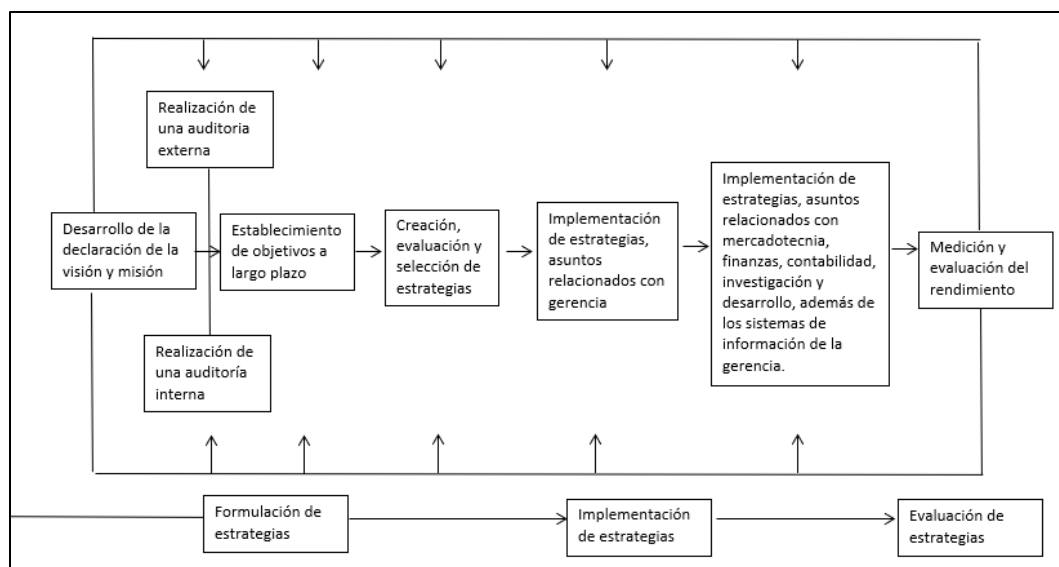 Realización de
una auditoria
externa
Desarrollo de la
declaración de la
visión y misión
Establecimiento
de objetivos a
largo plazo
Creación,
evaluación y
selección de
estrategias
Implementación
de estrategias,
asuntos
relacionados con
gerencia
Implementación de
estrategias, asuntos
relacionados con
mercadotecnia,
finanzas, contabilidad,
investigación y
desarrollo, además de
los sistemas de
información de la
gerencia.
Medición y
evaluación del
rendimiento
Realización de
una auditoría
interna
Formulación de
estrategias
Implementación
de estrategias
Evaluación de
estrategias